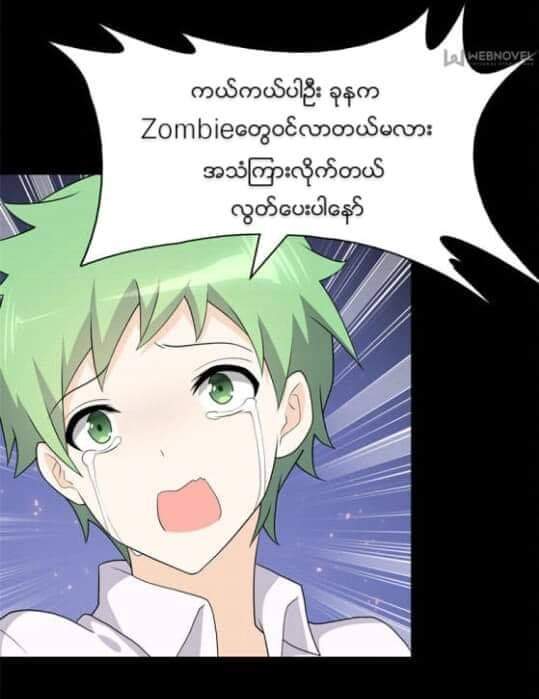 WEBNOVEL
ကယ်ကယ်ပါဦး ခုနက
Zombieတွေဝင်လာတယ်မလား
အသံကြားလိုက်တယ်
လွှတ်ပေးပါနော်